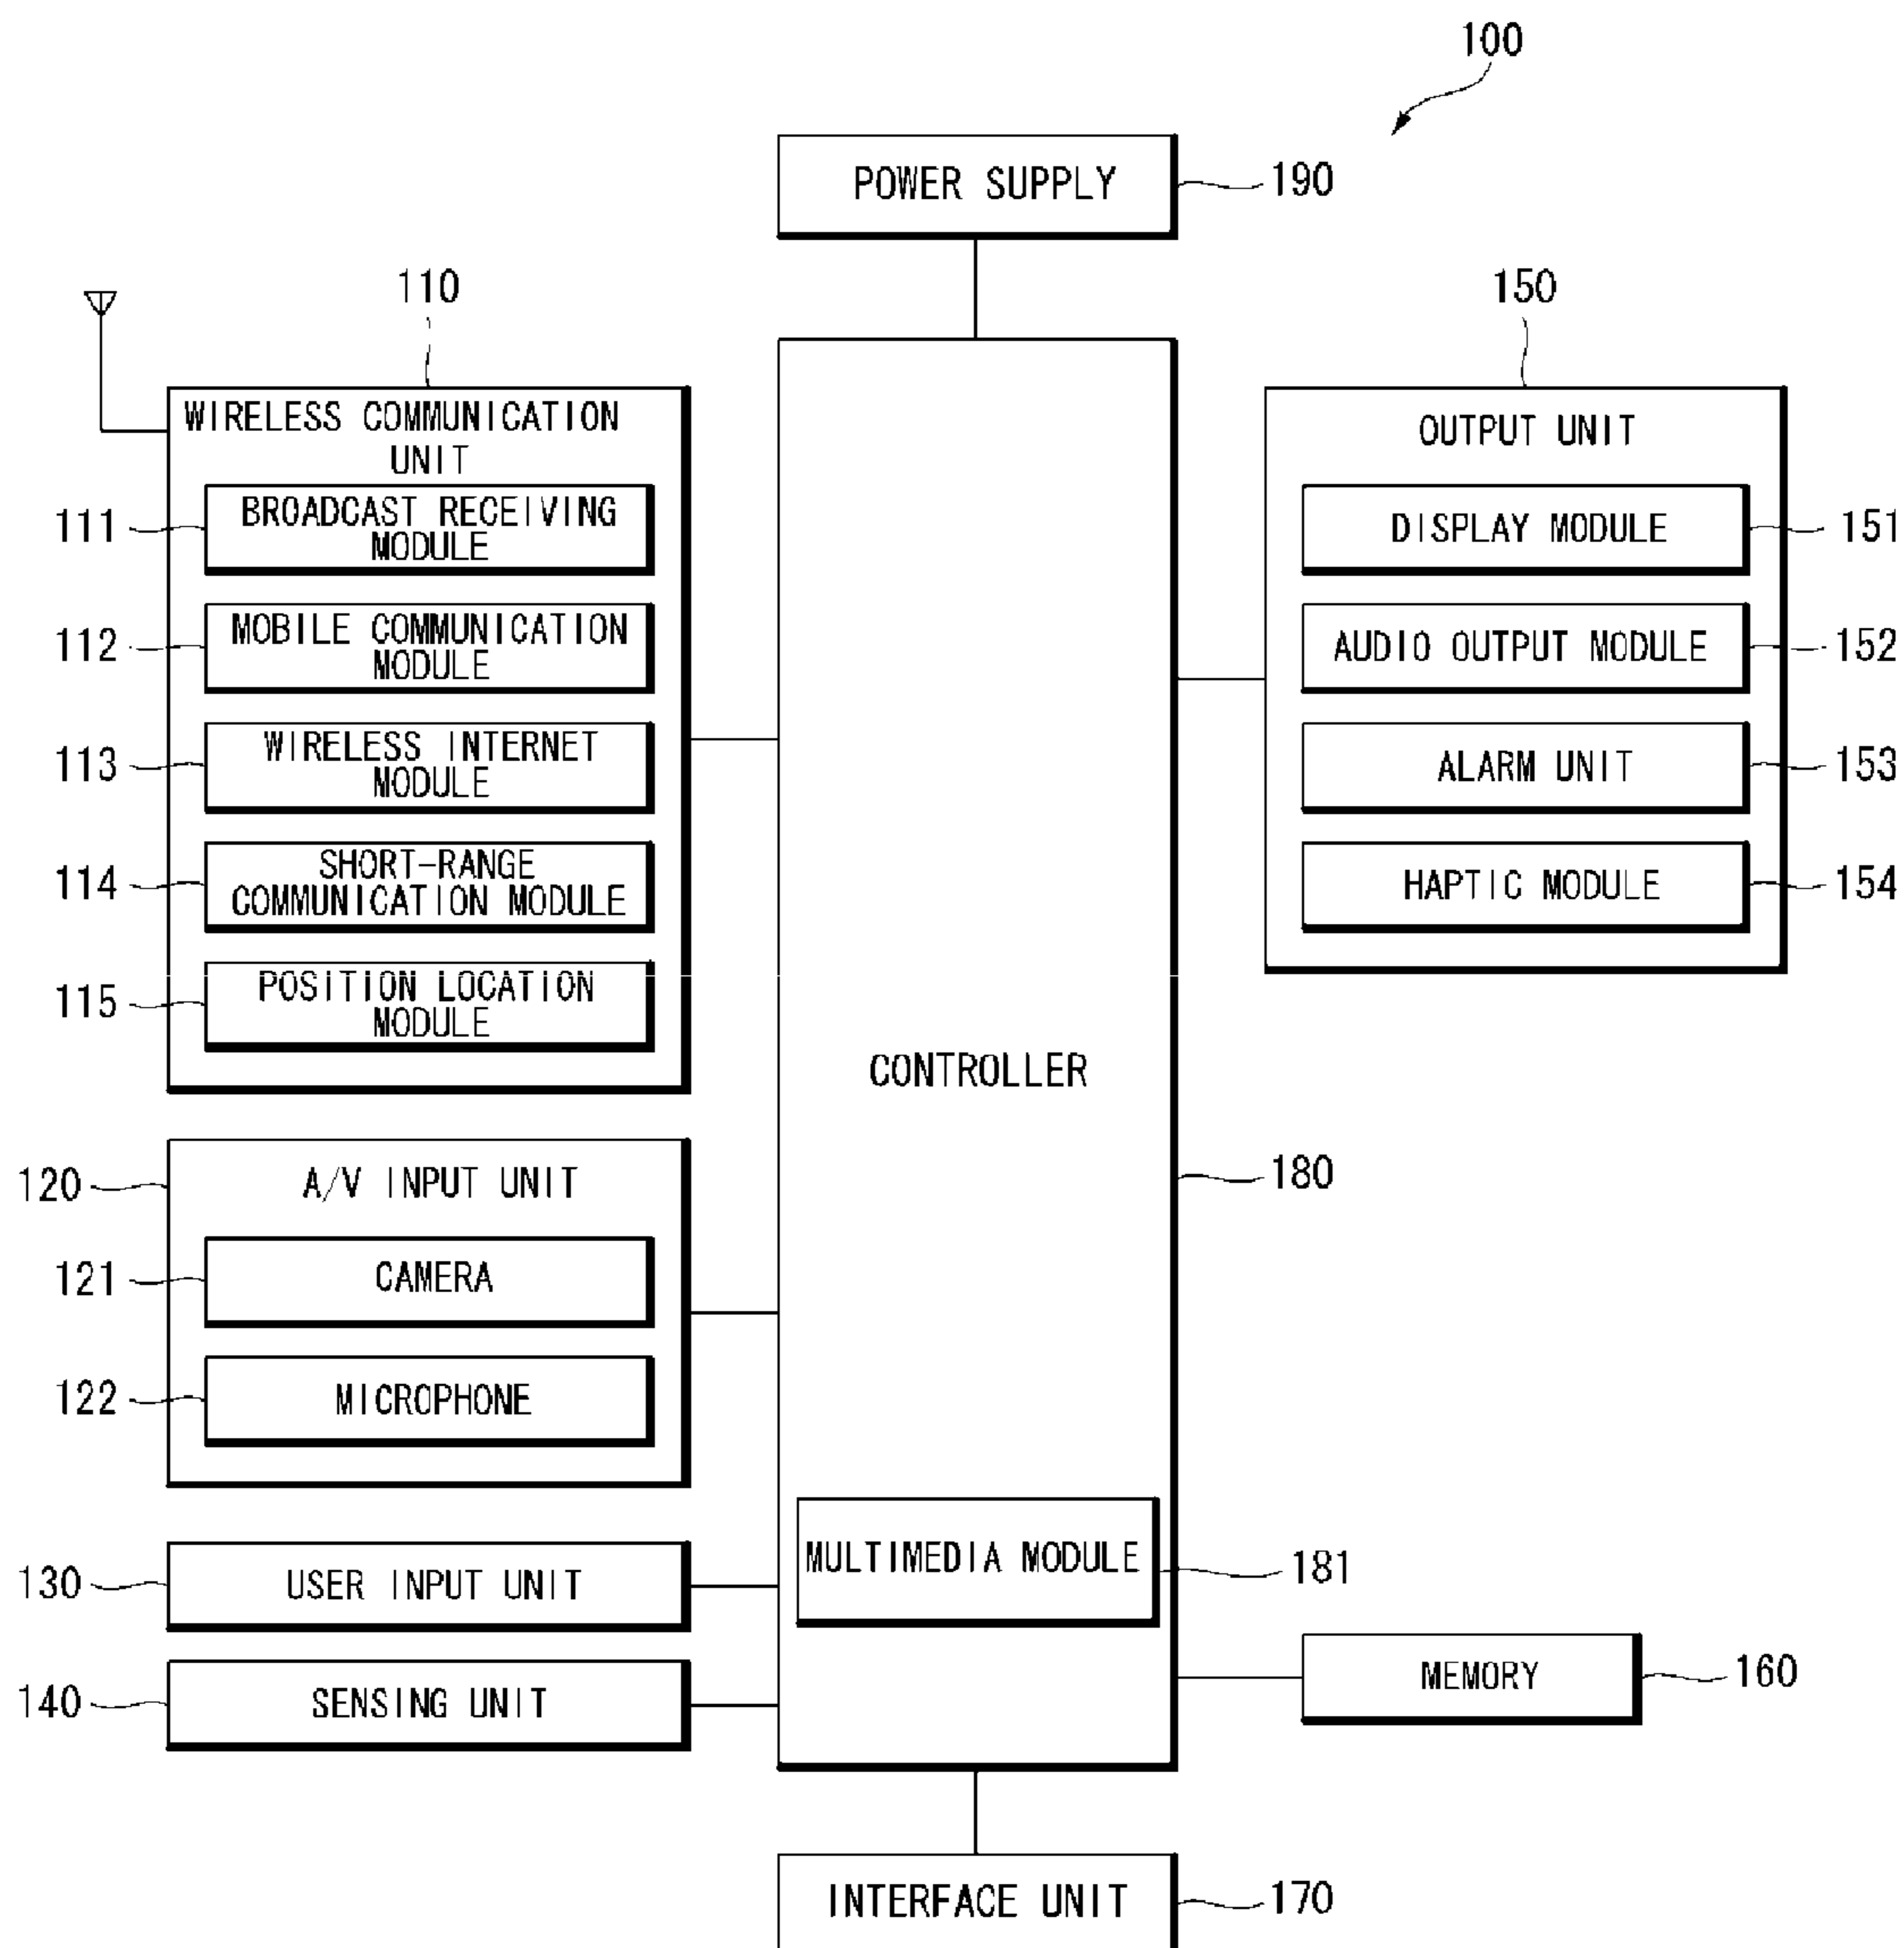 100
POWER SUPPLY
190
110
WIRELESS COMMUNICATION
UNIT
111
BROADCAST RECEIVING
MODULE
112
MOBILE COMMUNICATION
MODULE
113
WIRELESS INTERNET
MODULE
114
SHORT-RANGE
COMMUNICATION MODULE
115
POSITION LOCATION
MODULE
120
A/V INPUT UNIT
121
CAMERA
122
MICROPHONE
130
USER INPUT UNIT
140
SENSING UNIT
CONTROLLER
180
MULTIMEDIA MODULE
181
150
OUTPUT UNIT
DISPLAY MODULE
151
AUDIO OUTPUT MODULE
152
ALARM UNIT
153
HAPTIC MODULE
154
MEMORY
160
INTERFACE UNIT
170